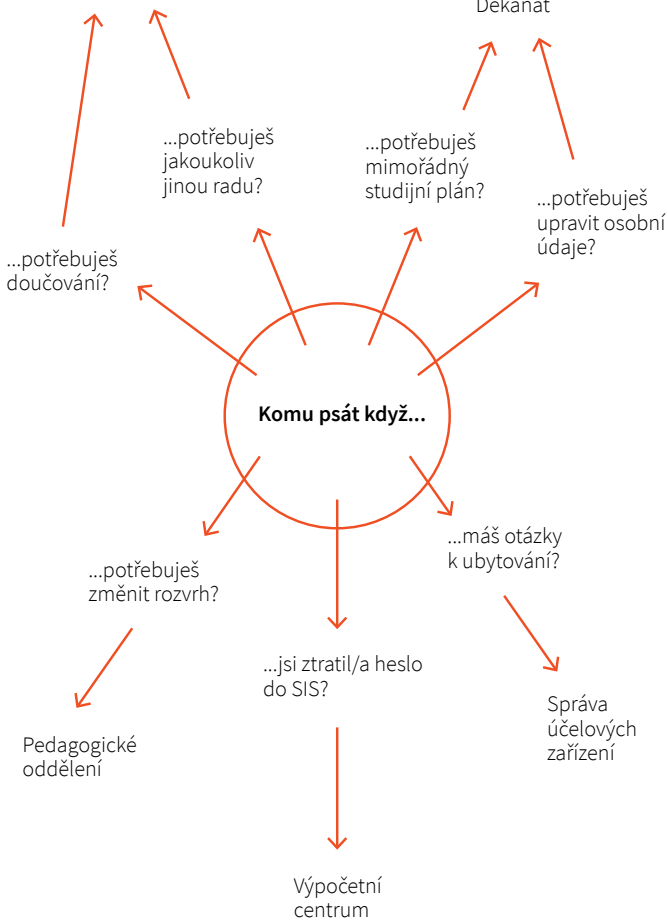 Děkanát
...potřebuješ
jakoukoliv
jinou radu?
...potřebuješ
mimořádný
studijní plán?
...potřebuješ
upravit osobní
údaje?
...potřebuješ
doučování?
Komu psát když...
...potřebuješ
změnit rozvrh?
...máš otázky
k ubytování?
...jsi ztratil/a heslo
do SIS?
Pedagogické
oddělení
Správa
účelových
zařízení
Výpočetní
centrum